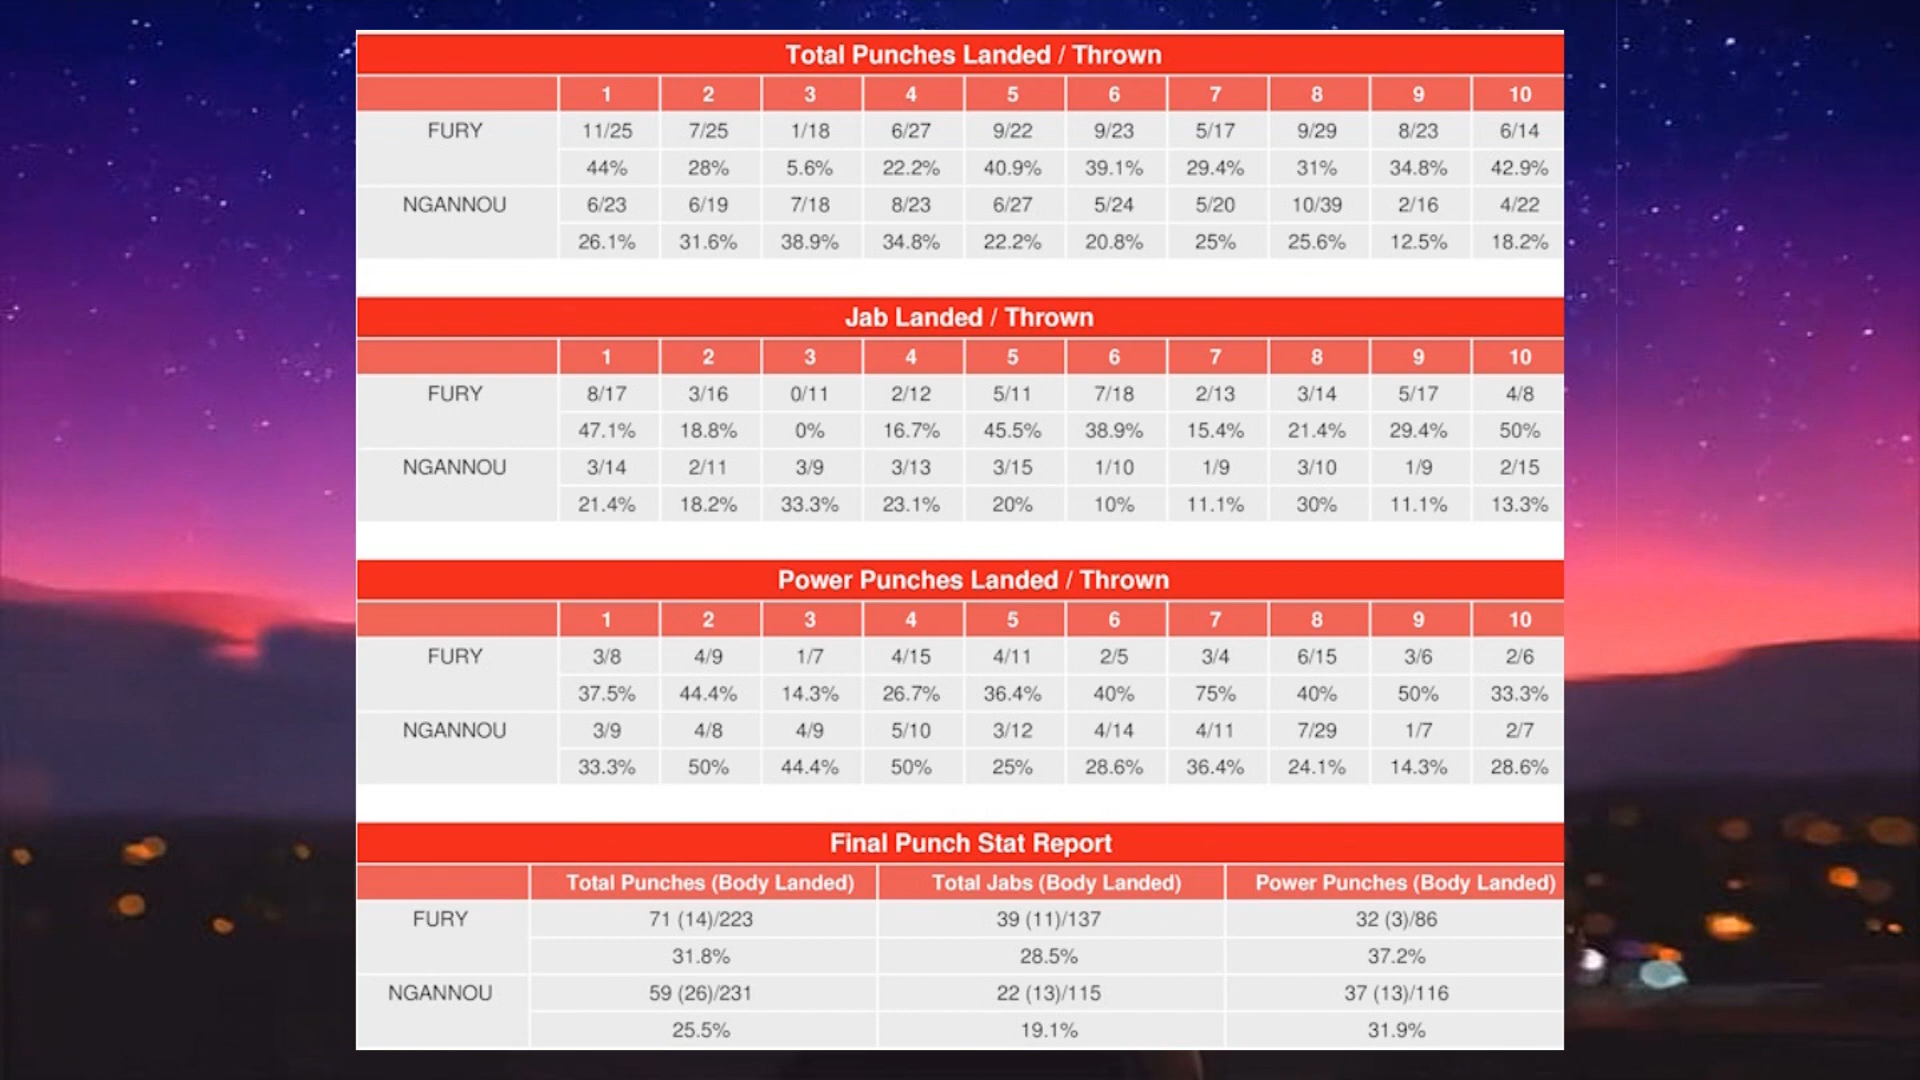 Total Punches Landed / Thrown
1 2 3 4 5 6 7 8 9 10
FURY 11/25 7/25 1/18 6/27 9/22 9/23 5/17 9/29 8/23 6/14
44% 28% 5.6% 22.2% 40.9% 39.1% 29.4% 31% 34.8% 42.9%
NGANNOU 6/23 6/19 7/18 8/23 6/27 5/24 5/20 10/39 2/16 4/22
26.1% 31.6% 38.9% 34.8% 22.2% 20.8% 25% 25.6% 12.5% 18.2%
Jab Landed / Thrown
1 2 3 4 5 6 7 8 9 10
FURY 8/17 3/16 0/11 2/12 5/11 7/18 2/13 3/14 5/17 4/8
47.1% 18.8% 0% 16.7% 45.5% 38.9% 15.4% 21.4% 29.4% 50%
NGANNOU 3/14 2/11 3/9 3/13 3/15 1/10 1/9 3/10 1/9 2/15
21.4% 18.2% 33.3% 23.1% 20% 10% 11.1% 30% 11.1% 13.3%
Power Punches Landed / Thrown
1 2 3 4 5 6 7 8 9 10
FURY 3/8 4/9 1/7 4/15 4/11 2/5 3/4 6/15 3/6 2/6
37.5% 44.4% 14.3% 26.7% 36.4% 40% 75% 40% 50% 33.3%
NGANNOU 3/9 4/8 4/9 5/10 3/12 4/14 4/11 7/29 1/7 2/7
33.3% 50% 44.4% 50% 25% 28.6% 36.4% 24.1% 14.3% 28.6%
Final Punch Stat Report
Total Punches (Body Landed) Total Jabs (Body Landed) Power Punches (Body Landed)
FURY 71 (14)/223 39 (11)/137 32 (3)/86
31.8% 28.5% 37.2%
NGANNOU 59 (26)/231 22 (13)/115 37 (13)/116
25.5% 19.1% 31.9%